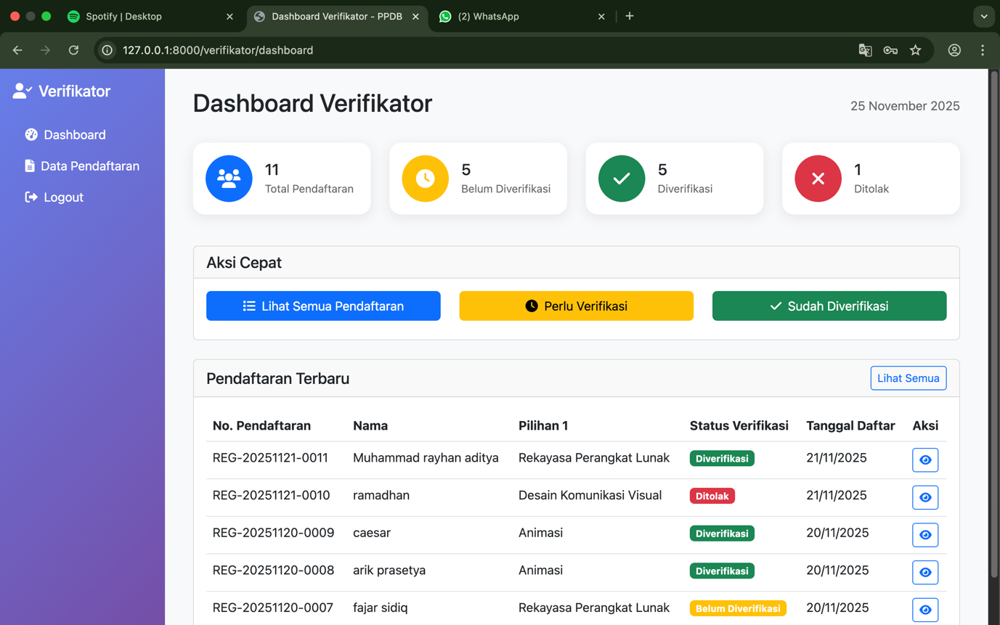 Spotify | Desktop
Dashboard Verifikator - PPDB
(2) WhatsApp
127.0.0.1:8000/verifikator/dashboard
Verifikator
Dashboard
Data Pendaftaran
Logout
Dashboard Verifikator
25 November 2025
11
Total Pendaftaran
5
Belum Diverifikasi
5
Diverifikasi
1
Ditolak
Aksi Cepat
Lihat Semua Pendaftaran
Perlu Verifikasi
Sudah Diverifikasi
Pendaftaran Terbaru
Lihat Semua
No. Pendaftaran Nama Pilihan 1 Status Verifikasi Tanggal Daftar Aksi
REG-20251121-0011 Muhammad rayhan aditya Rekayasa Perangkat Lunak Diverifikasi 21/11/2025
REG-20251121-0010 ramadhan Desain Komunikasi Visual Ditolak 21/11/2025
REG-20251120-0009 caesar Animasi Diverifikasi 20/11/2025
REG-20251120-0008 arik prasetya Animasi Diverifikasi 20/11/2025
REG-20251120-0007 fajar sidiq Rekayasa Perangkat Lunak Belum Diverifikasi 20/11/2025